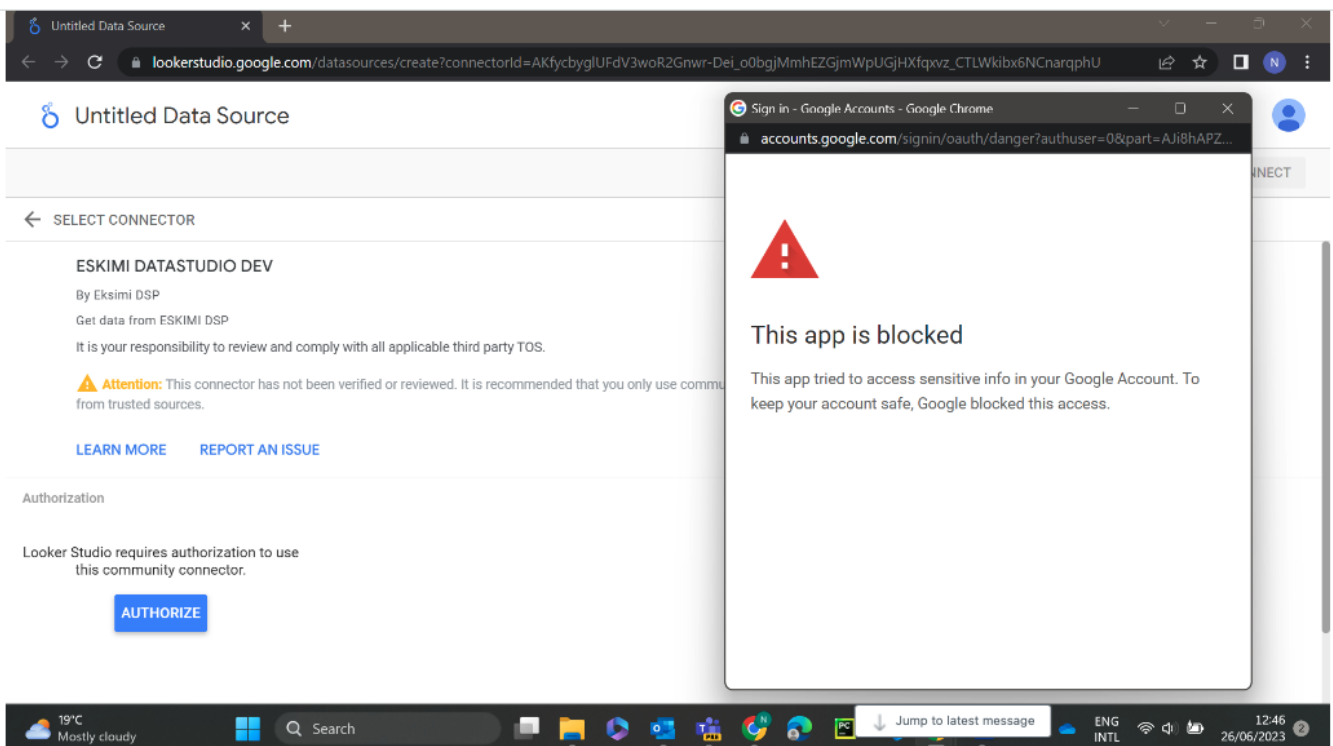 Untitled Data Source
lookerstudio.google.com/datasources/create?connectorId=AKfycbyglUFdV3woR2Gnwr-Dei_o0bgjMmhEZGjmWpUGjHXfqxvz_CTLWkibx6NCnarqphU
N
Untitled Data Source
Sign in - Google Accounts - Google Chrome
accounts.google.com/signin/oauth/danger?authuser=0&part=AJi8hAPZ...
NNECT
SELECT CONNECTOR
ESKIMI DATASTUDIO DEV
By Eksimi DSP
Get data from ESKIMI DSP
It is your responsibility to review and comply with all applicable third party TOS.
Attention: This connector has not been verified or reviewed. It is recommended that you only use commu
from trusted sources.
LEARN MORE REPORT AN ISSUE
This app is blocked
This app tried to access sensitive info in your Google Account. To
keep your account safe, Google blocked this access.
Authorization
Looker Studio requires authorization to use
this community connector.
AUTHORIZE
19°C
Mostly cloudy
Search
PC
Jump to latest message
ENG
INTL
12:46
26/06/2023
2